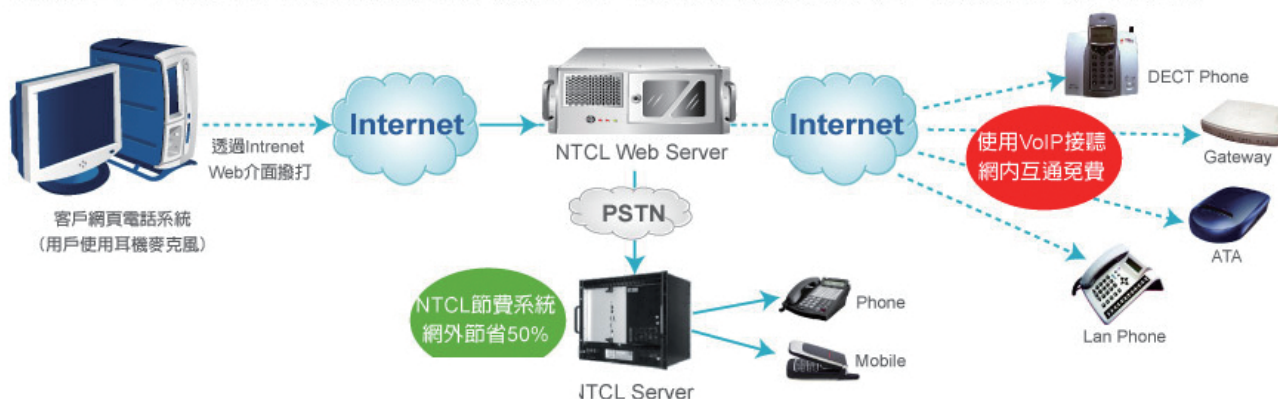 DECT Phone
Internet
Internet
透過Intrenet
Web介面撥打
NTCL Web Server
使用VoIP接聽
網內互通免費
Gateway
客戶網頁電話系統
(用戶使用耳機麥克風)
PSTN
ATA
NTCL節費系統
網外節省50%
Phone
Lan Phone
Mobile
NTCL Server